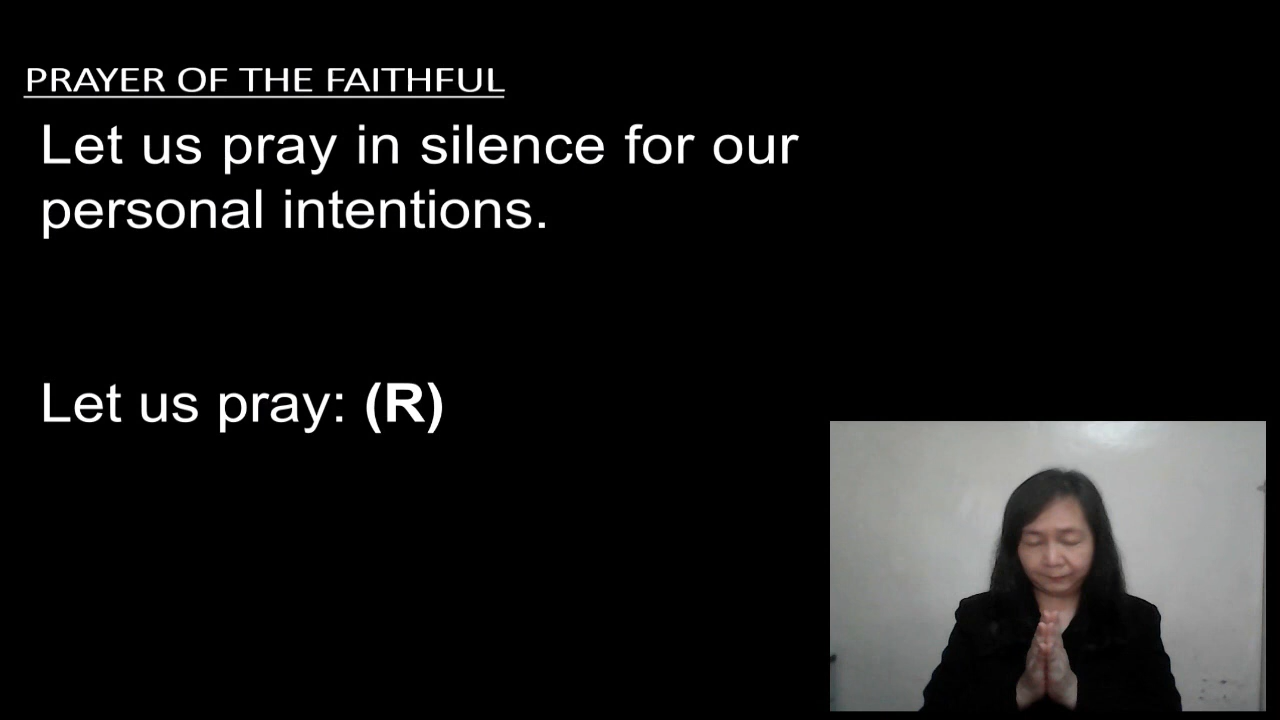 PRAYER OF THE FAITHFUL
Let us pray in silence for our
personal intentions.
Let us pray: (R)